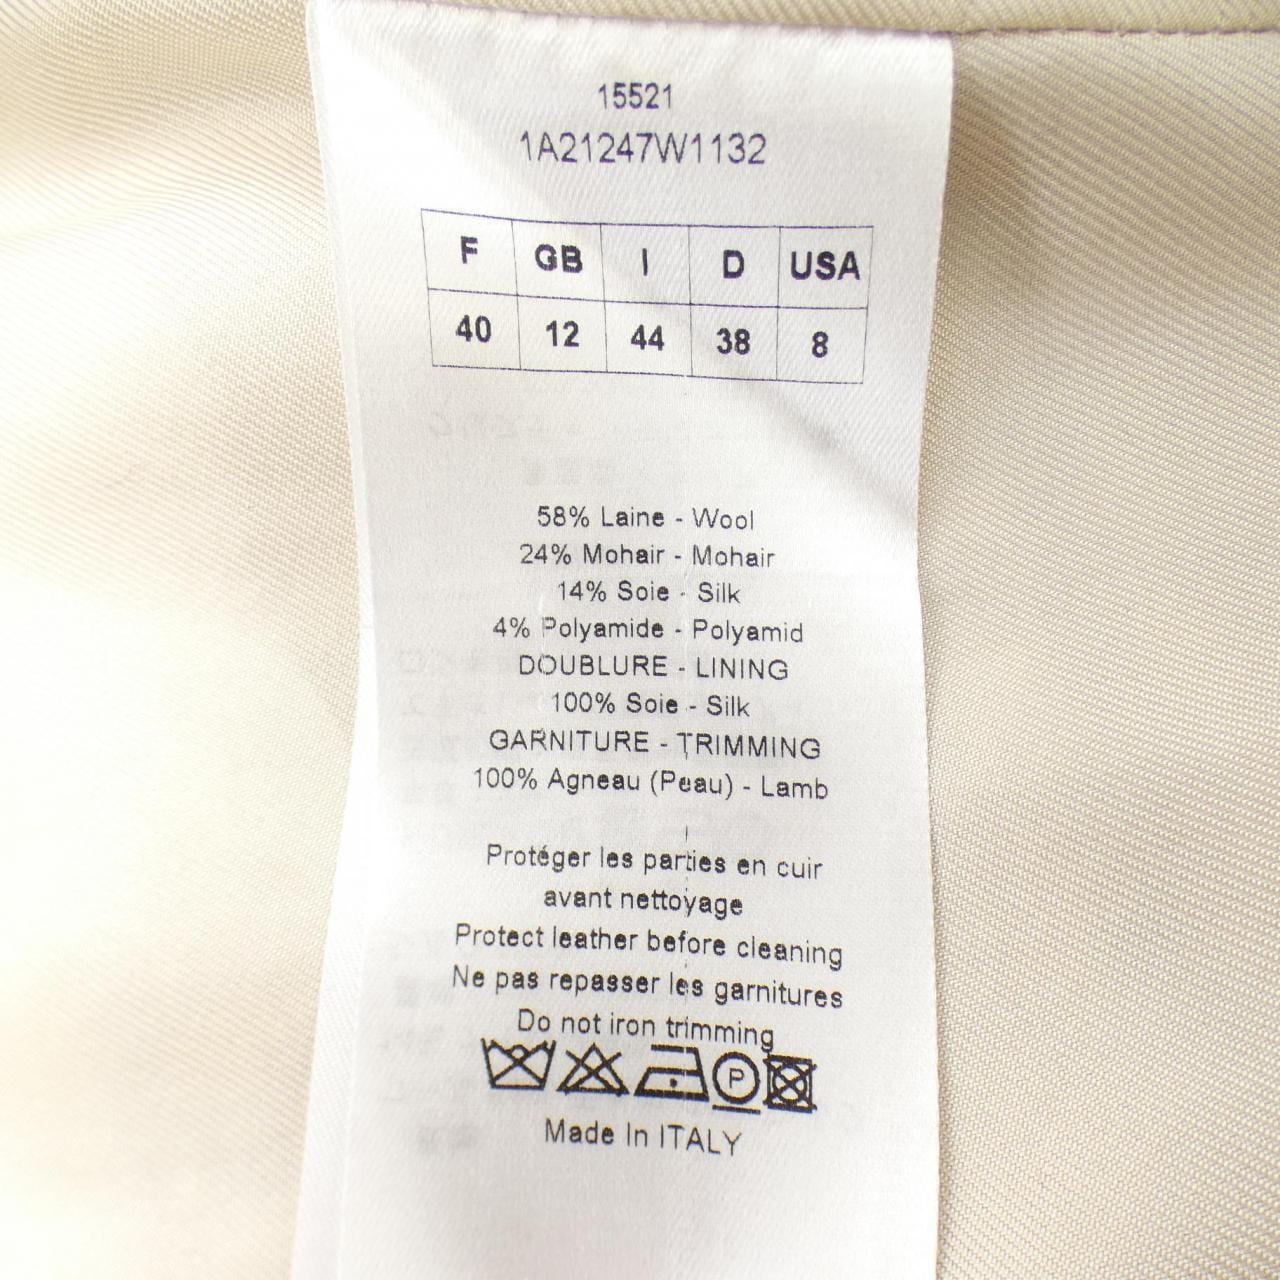 15521
1A21247W1132
F GB I D USA
40 12 44 38 8
58% Laine - Wool
24% Mohair - Mohair
14% Soie - Silk
4% Polyamide - Polyamid
DOUBLURE - LINING
100% Soie - Silk
GARNITURE - TRIMMING
100% Agneau (Peau) - Lamb
Protéger les parties en cuir
avant nettoyage
Protect leather before cleaning
Ne pas repasser les garnitures
Do not iron trimming
P
Made In ITALY